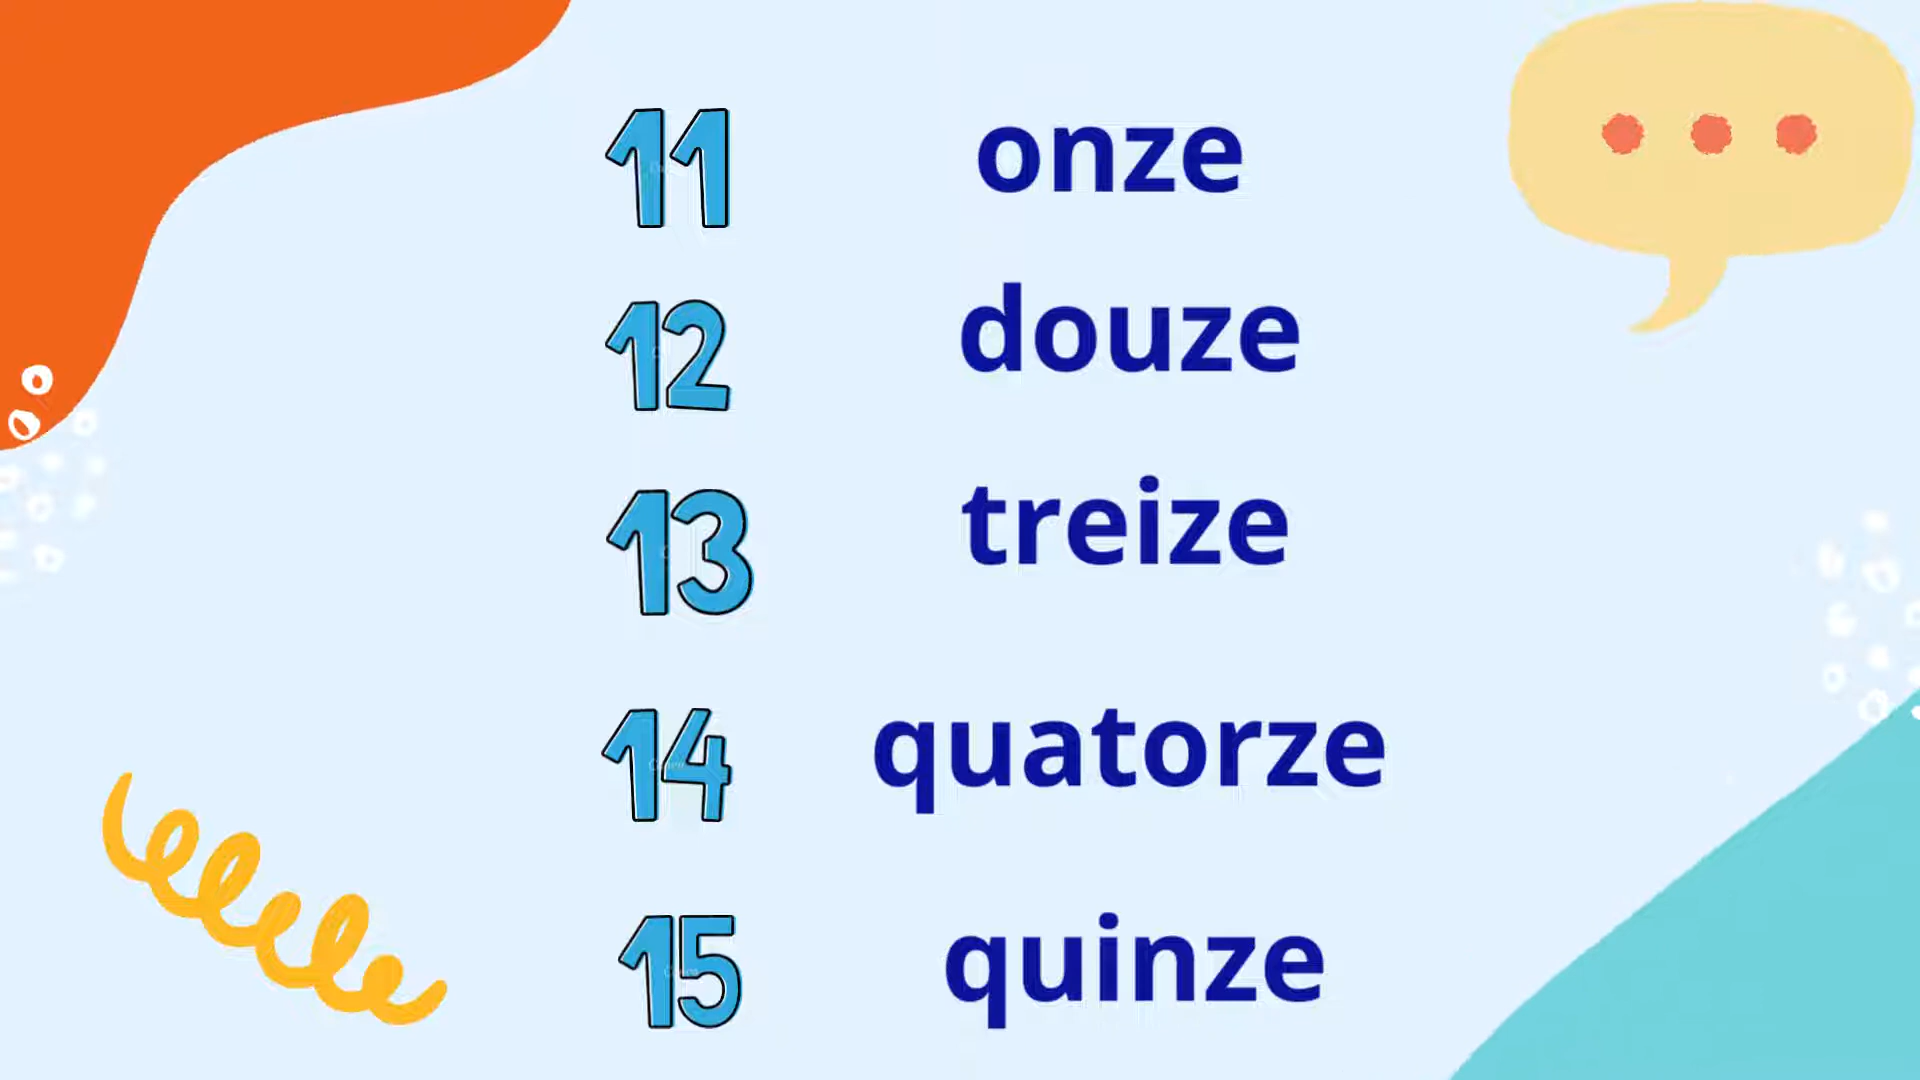 11 onze
12 douze
13 treize
14 quatorze
15 quinze